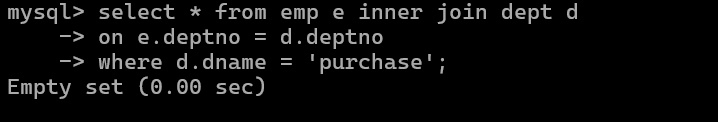 mysql> select * from emp e inner join dept d
    -> on e.deptno = d.deptno
    -> where d.dname = 'purchase';
Empty set (0.00 sec)